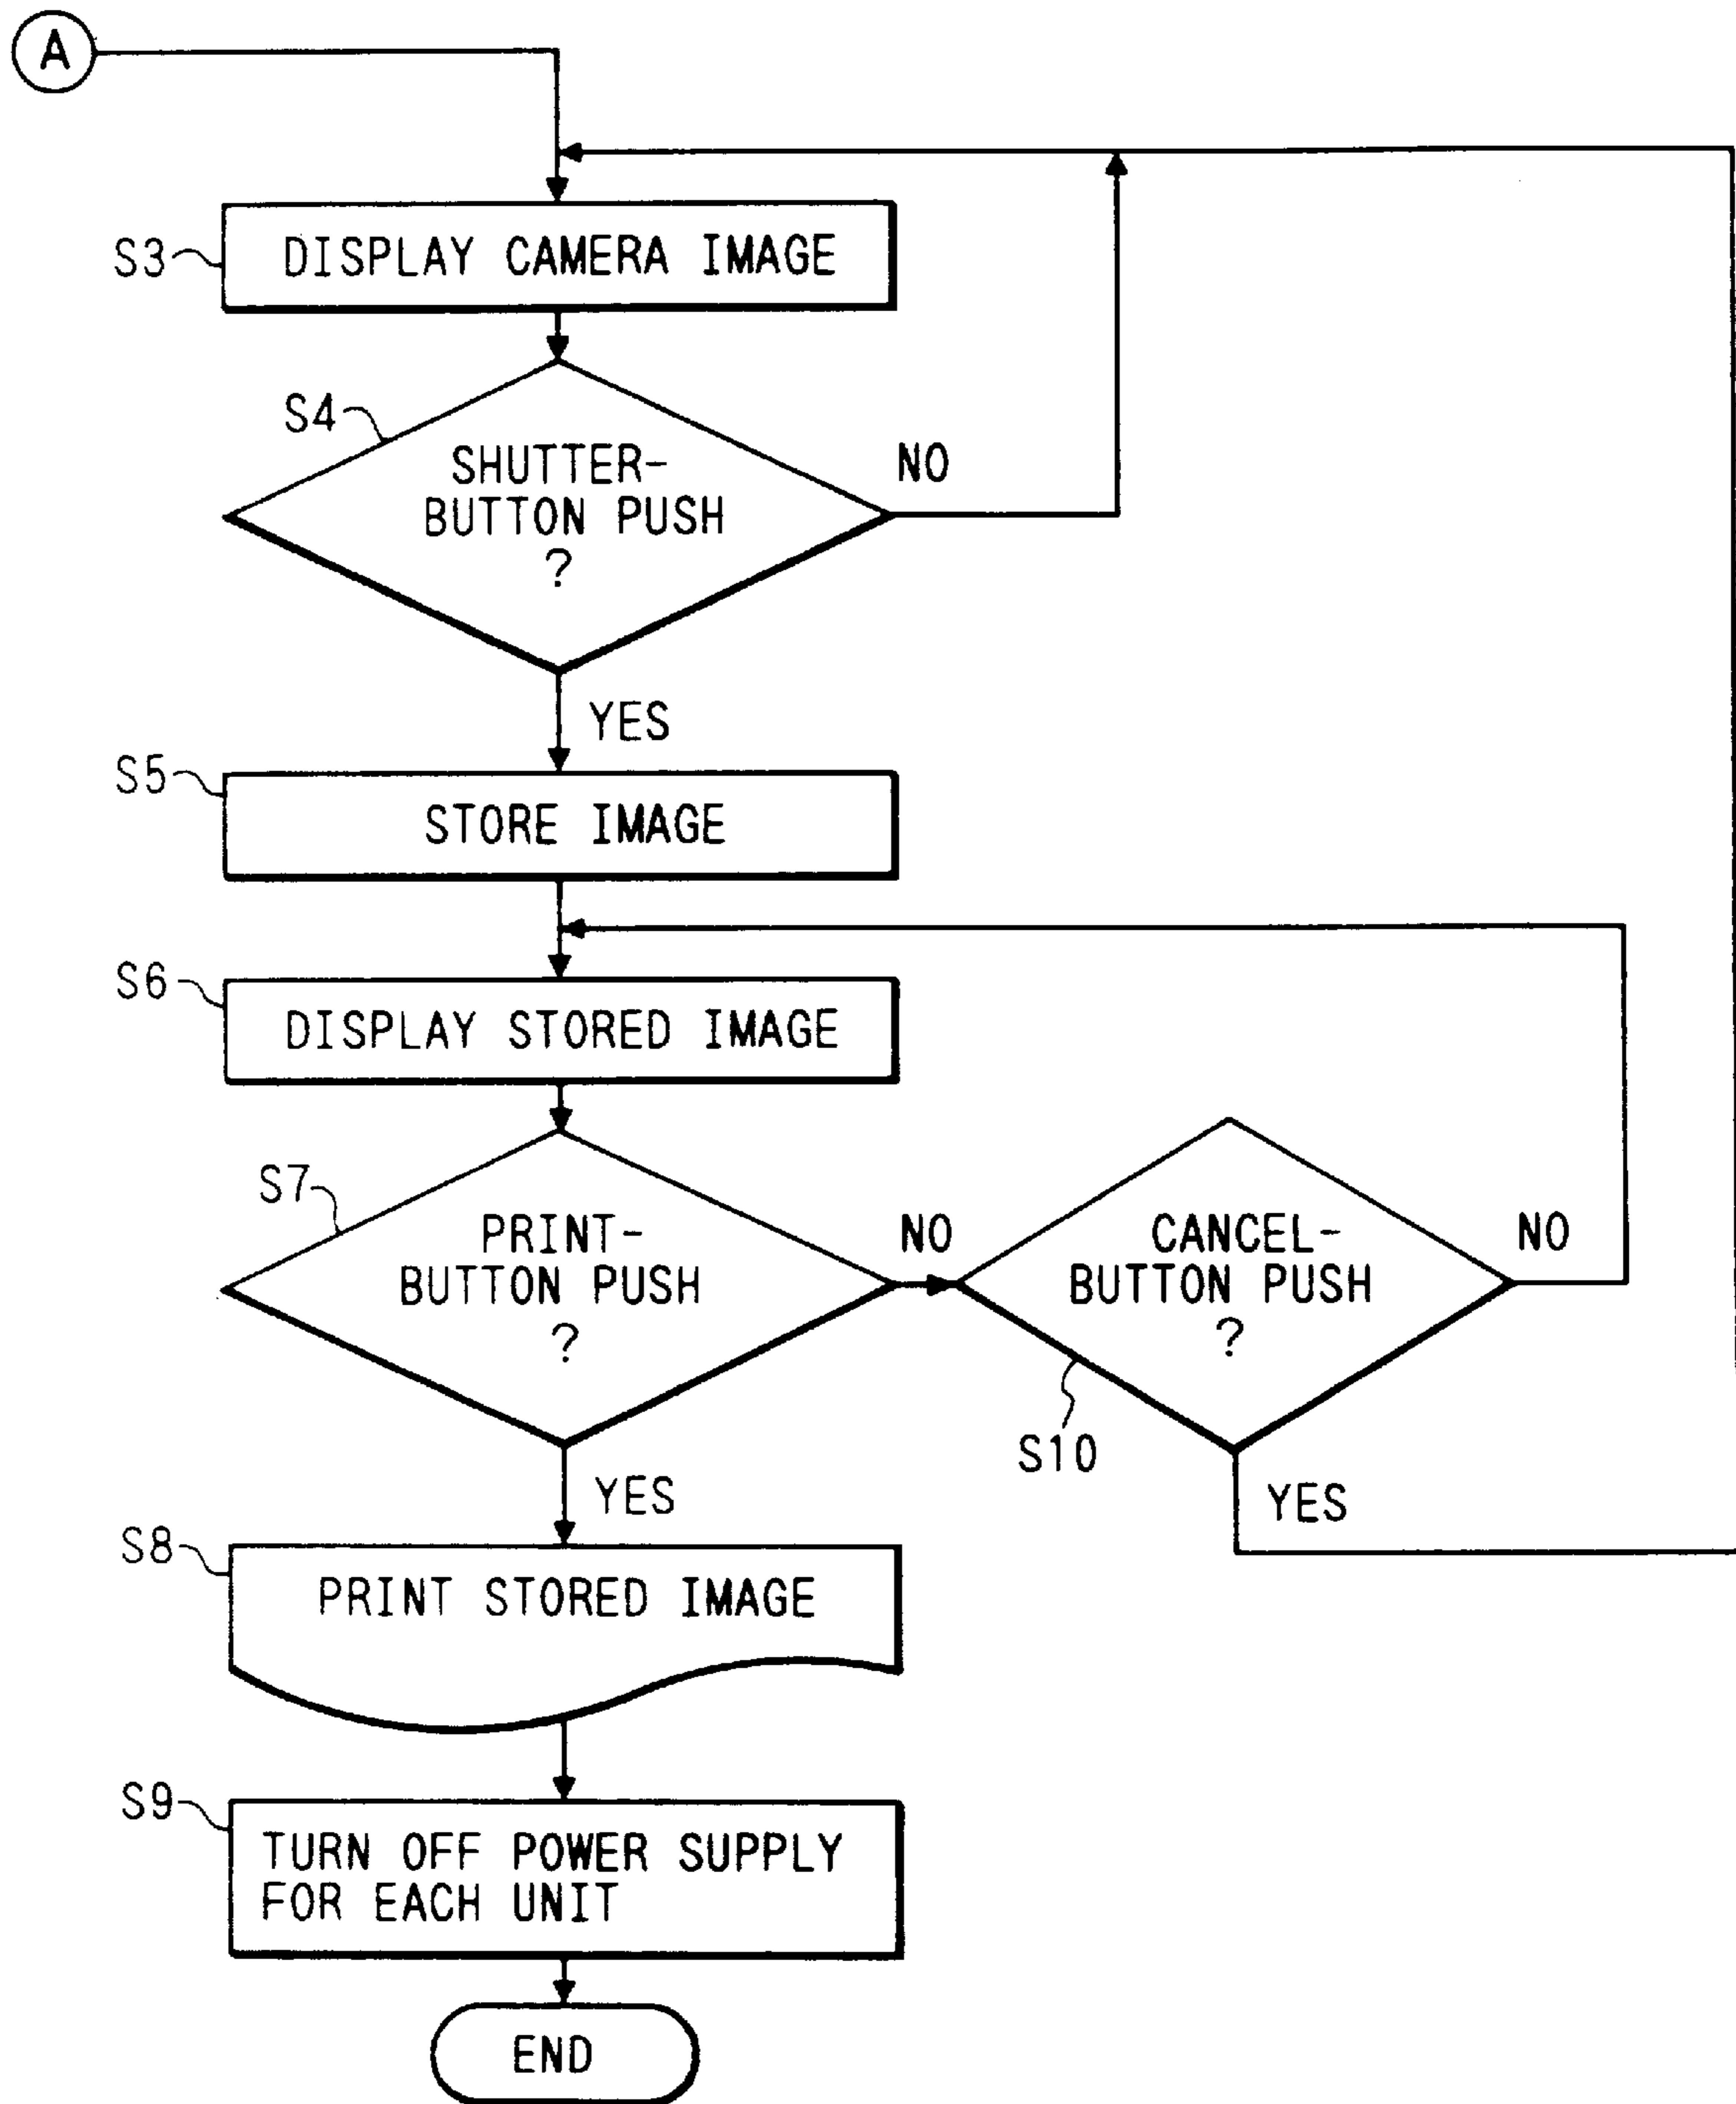 A
S3
DISPLAY CAMERA IMAGE
S4
SHUTTER-
BUTTON PUSH
?
NO
YES
S5
STORE IMAGE
S6
DISPLAY STORED IMAGE
S7
PRINT-
BUTTON PUSH
?
NO
CANCEL-
BUTTON PUSH
?
NO
S10
YES
YES
S8
PRINT STORED IMAGE
S9
TURN OFF POWER SUPPLY
FOR EACH UNIT
END